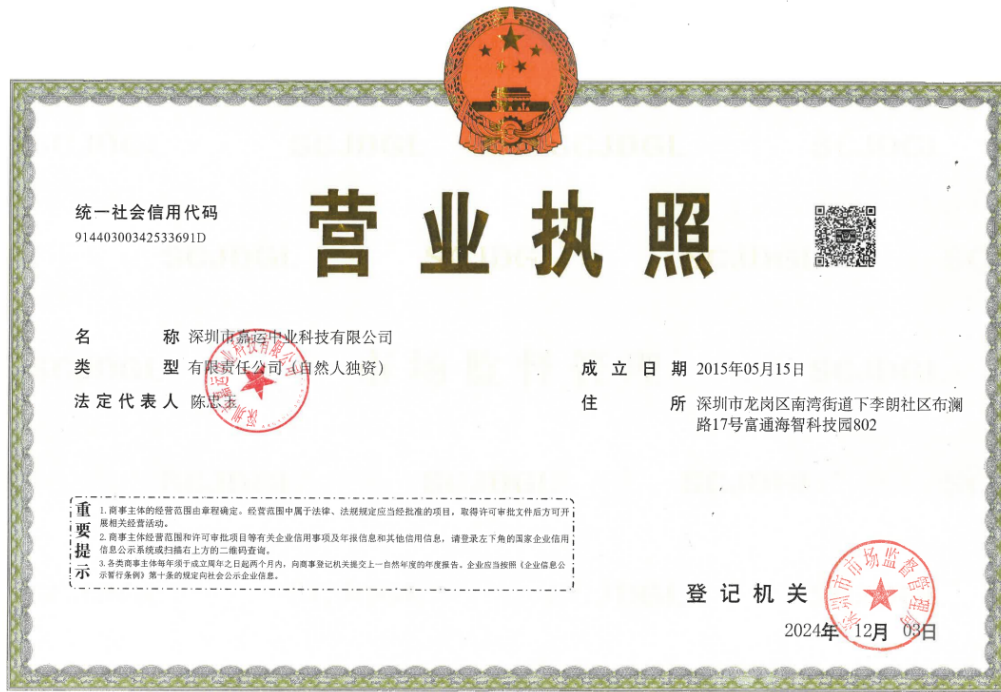 营业执照
统一社会信用代码
91440300342533691D
名 称 深圳市嘉运中业科技有限公司
类 型 有限责任公司（自然人独资）
法定代表人 陈忠玉
成立日期 2015年05月15日
住 所 深圳市龙岗区南湾街道下李朗社区布澜
路17号富通海智科技园802
重要提示
1.商事主体的经营范围由章程确定。经营范围中属于法律、法规规定应当经批准的项目，取得许可审批文件后方可开
展相关经营活动。
2.商事主体经营范围和许可审批项目等有关企业信用事项及年报信息和其他信用信息，请登录左下角的国家企业信用
信息公示系统或扫描右上方的二维码查询。
3.各类商事主体每年须于成立周年之日起两个月内，向商事登记机关提交上一自然年度的年度报告。企业应当按照《企业信息公
示暂行条例》第十条的规定向社会公示企业信息。
登记机关
深圳市市场监督管理局
2024年 12月 03日